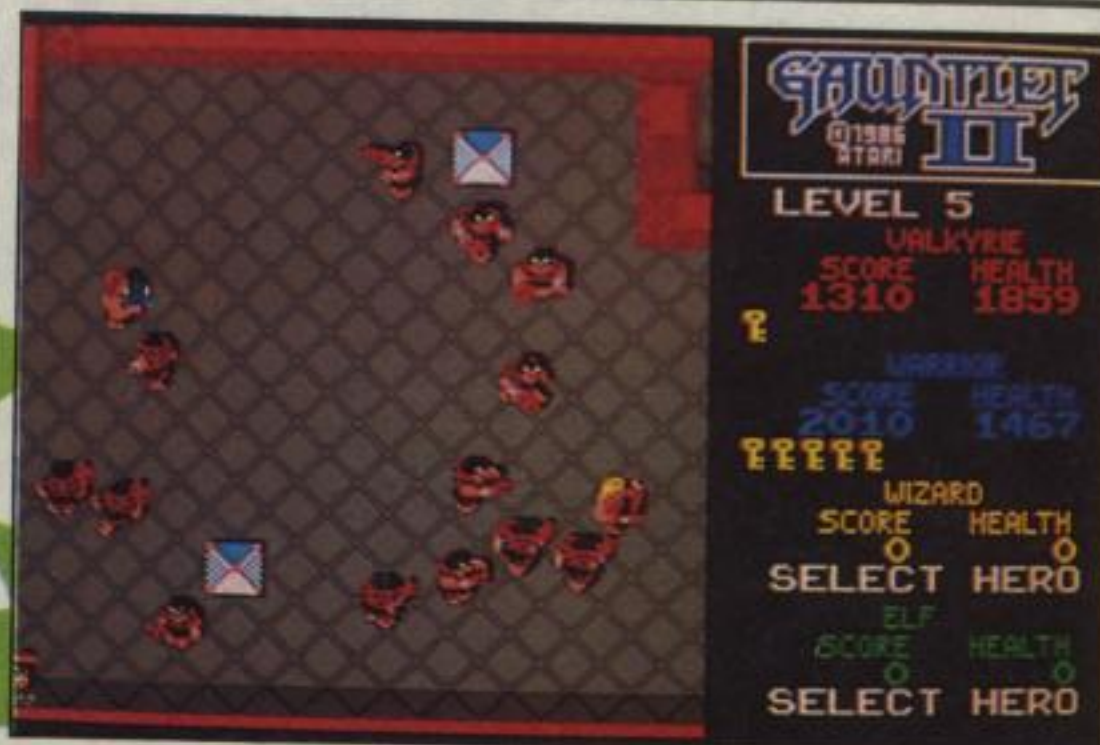 GAUNTLET
II
©1986
ATARI
LEVEL 5
VALKYRIE
SCORE HEALTH
1310 1859
WARRIOR
SCORE HEALTH
2010 1467
WIZARD
SCORE HEALTH
0 0
SELECT HERO
ELF
SCORE HEALTH
0 0
SELECT HERO